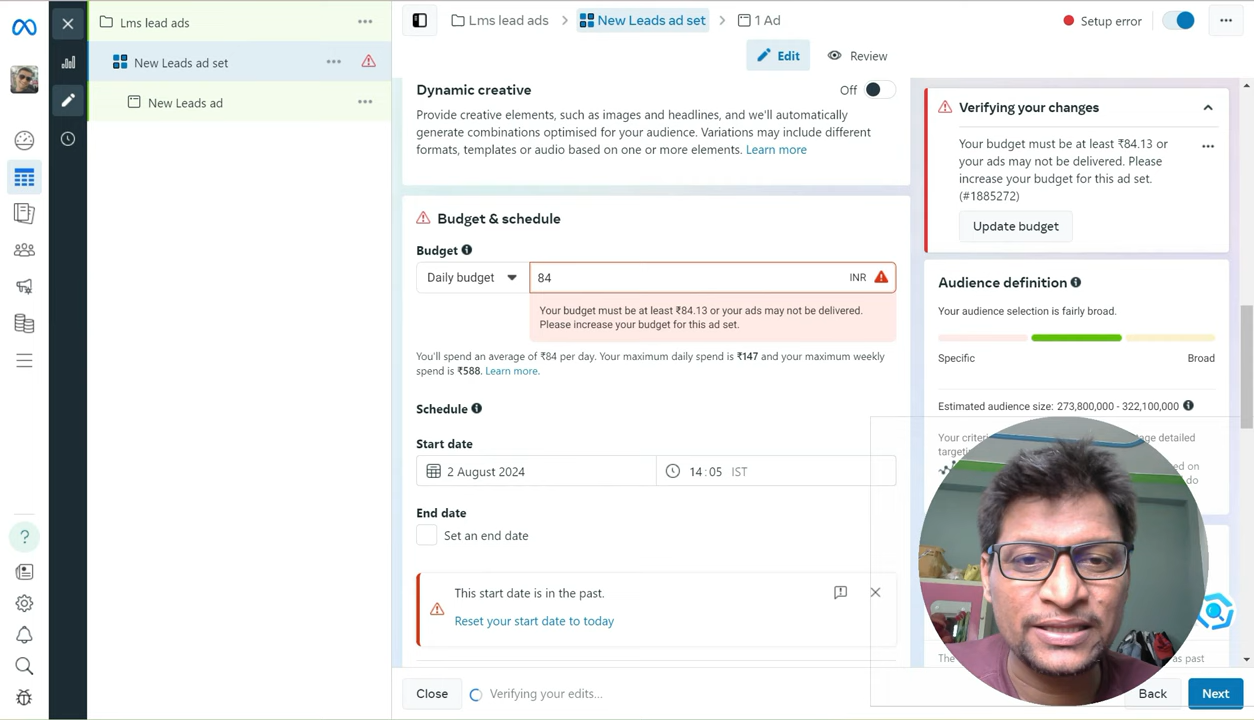 Lms lead ads
New Leads ad set
New Leads ad
Lms lead ads > New Leads ad set > 1 Ad
Setup error
Edit
Review
Dynamic creative
Off
Provide creative elements, such as images and headlines, and we'll automatically
generate combinations optimised for your audience. Variations may include different
formats, templates or audio based on one or more elements. Learn more
Budget & schedule
Budget
Daily budget
84
INR
Your budget must be at least ₹84.13 or your ads may not be delivered.
Please increase your budget for this ad set.
You'll spend an average of ₹84 per day. Your maximum daily spend is ₹147 and your maximum weekly
spend is ₹588. Learn more.
Schedule
Start date
2 August 2024
14:05 IST
End date
Set an end date
This start date is in the past.
Reset your start date to today
Close
Verifying your edits...
Back
Next
Verifying your changes
Your budget must be at least ₹84.13 or
your ads may not be delivered. Please
increase your budget for this ad set.
(#1885272)
Update budget
Audience definition
Your audience selection is fairly broad.
Specific
Broad
Estimated audience size: 273,800,000 - 322,100,000
Your detailed
on
do
The
as past